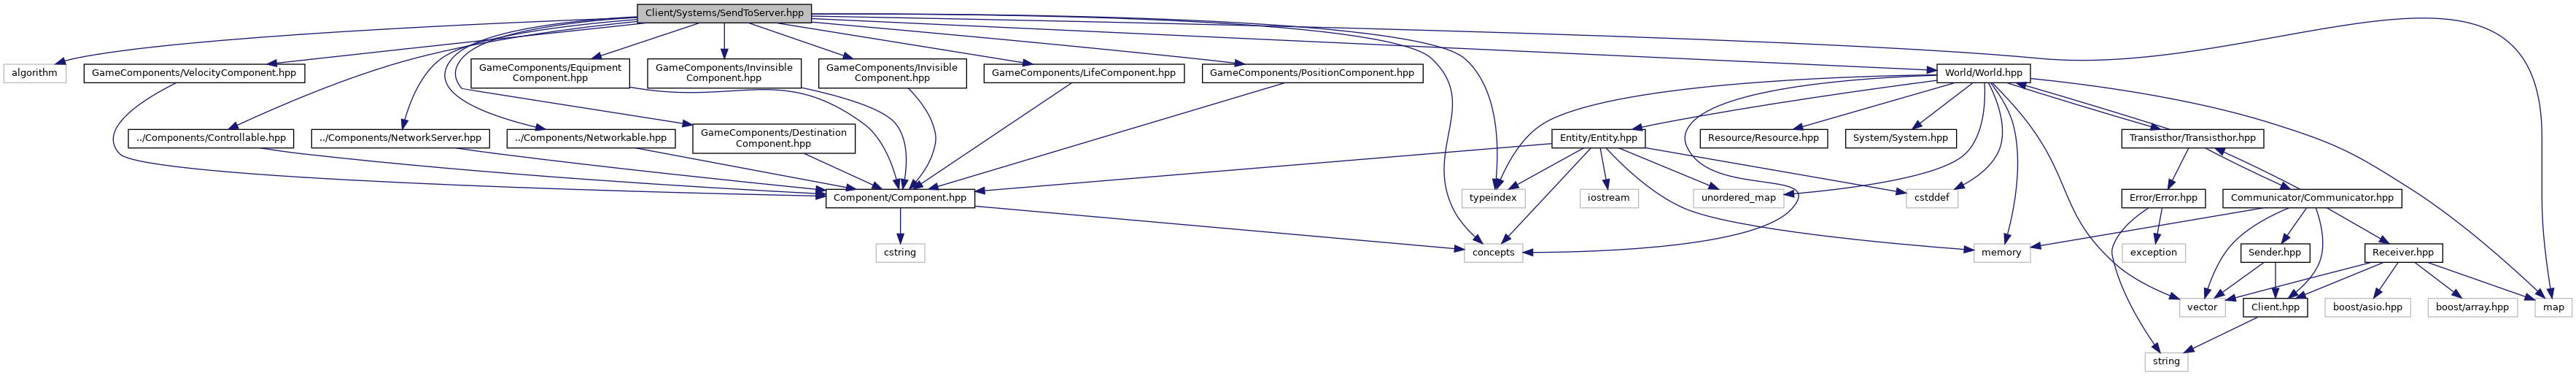 Client/Systems/SendToServer.hpp
algorithm
GameComponents/VelocityComponent.hpp
GameComponents/Equipment
Component.hpp
GameComponents/Invinsible
Component.hpp
GameComponents/Invisible
Component.hpp
GameComponents/LifeComponent.hpp
GameComponents/PositionComponent.hpp
World/World.hpp
../Components/Controllable.hpp
../Components/NetworkServer.hpp
../Components/Networkable.hpp
GameComponents/Destination
Component.hpp
Entity/Entity.hpp
Resource/Resource.hpp
System/System.hpp
Transisthor/Transisthor.hpp
Component/Component.hpp
typeindex
iostream
unordered_map
cstddef
Error/Error.hpp
Communicator/Communicator.hpp
cstring
concepts
memory
exception
Sender.hpp
Receiver.hpp
vector
Client.hpp
boost/asio.hpp
boost/array.hpp
map
string